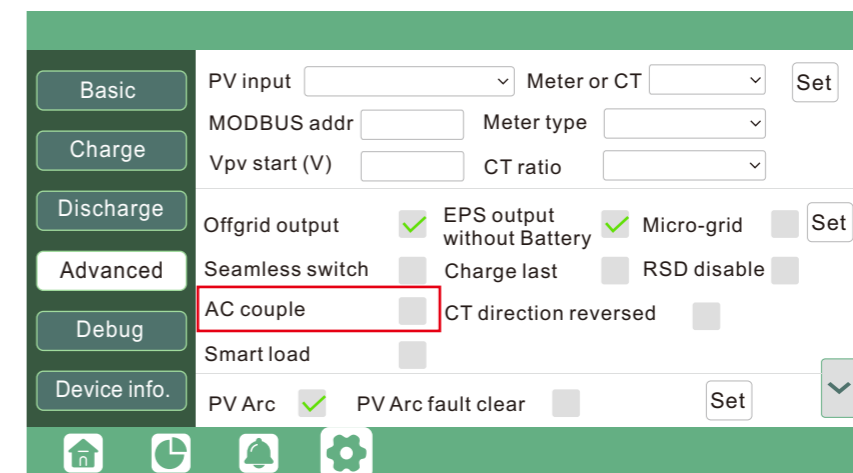 Basic
Charge
Discharge
Advanced
Debug
Device info.
PV input Meter or CT Set
MODBUS addr Meter type
Vpv start (V) CT ratio
Offgrid output EPS output without Battery Micro-grid Set
Seamless switch Charge last RSD disable
AC couple CT direction reversed
Smart load
PV Arc PV Arc fault clear Set